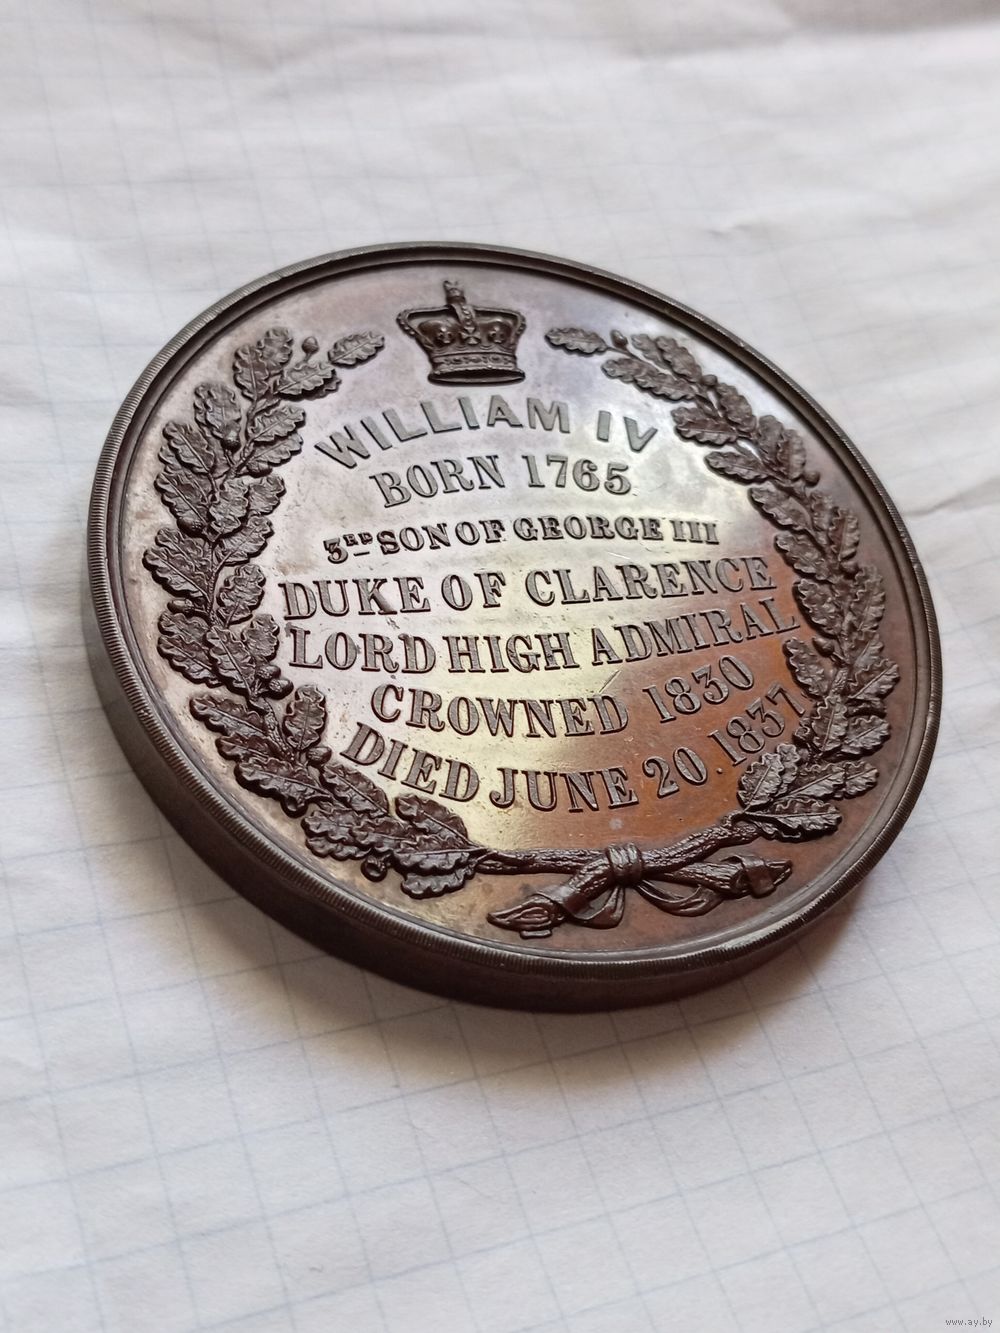 WILLIAM IV
BORN 1765
3RD SON OF GEORGE III
DUKE OF CLARENCE
LORD HIGH ADMIRAL
CROWNED 1830
DIED JUNE 20. 1837
www.ay.by